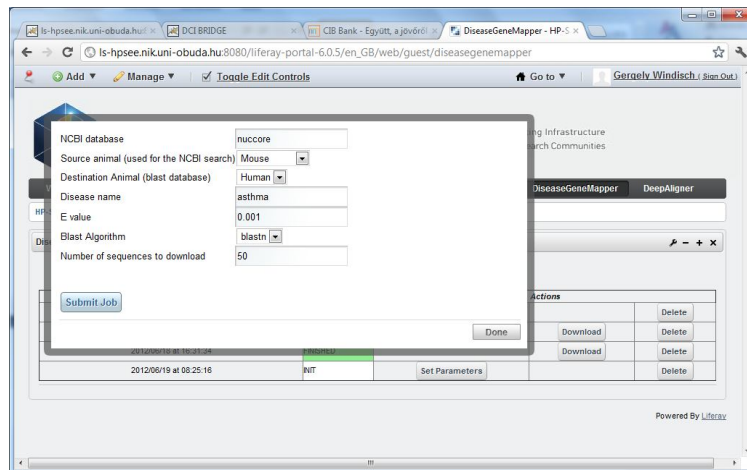 ls-hpsee.nik.uni-obuda.hu:
DCI BRIDGE
CIB Bank - Együtt, a jövőről
DiseaseGeneMapper - HP-S
ls-hpsee.nik.uni-obuda.hu:8080/liferay-portal-6.0.5/en_GB/web/guest/diseasegenemapper
Add
Manage
Toggle Edit Controls
Go to
Gergely Windisch (Sign Out)
NCBI database
nuccore
Source animal (used for the NCBI search)
Mouse
Destination Animal (blast database)
Human
Disease name
asthma
E value
0.001
Blast Algorithm
blastn
Number of sequences to download
50
Submit Job
Done
ing Infrastructure
arch Communities
DiseaseGeneMapper
DeepAligner
HP-S
Dise
Actions
Delete
Download
Delete
2012/06/18 at 16:31:34
FINISHED
Download
Delete
2012/06/19 at 08:25:16
INIT
Set Parameters
Delete
Powered By Liferay